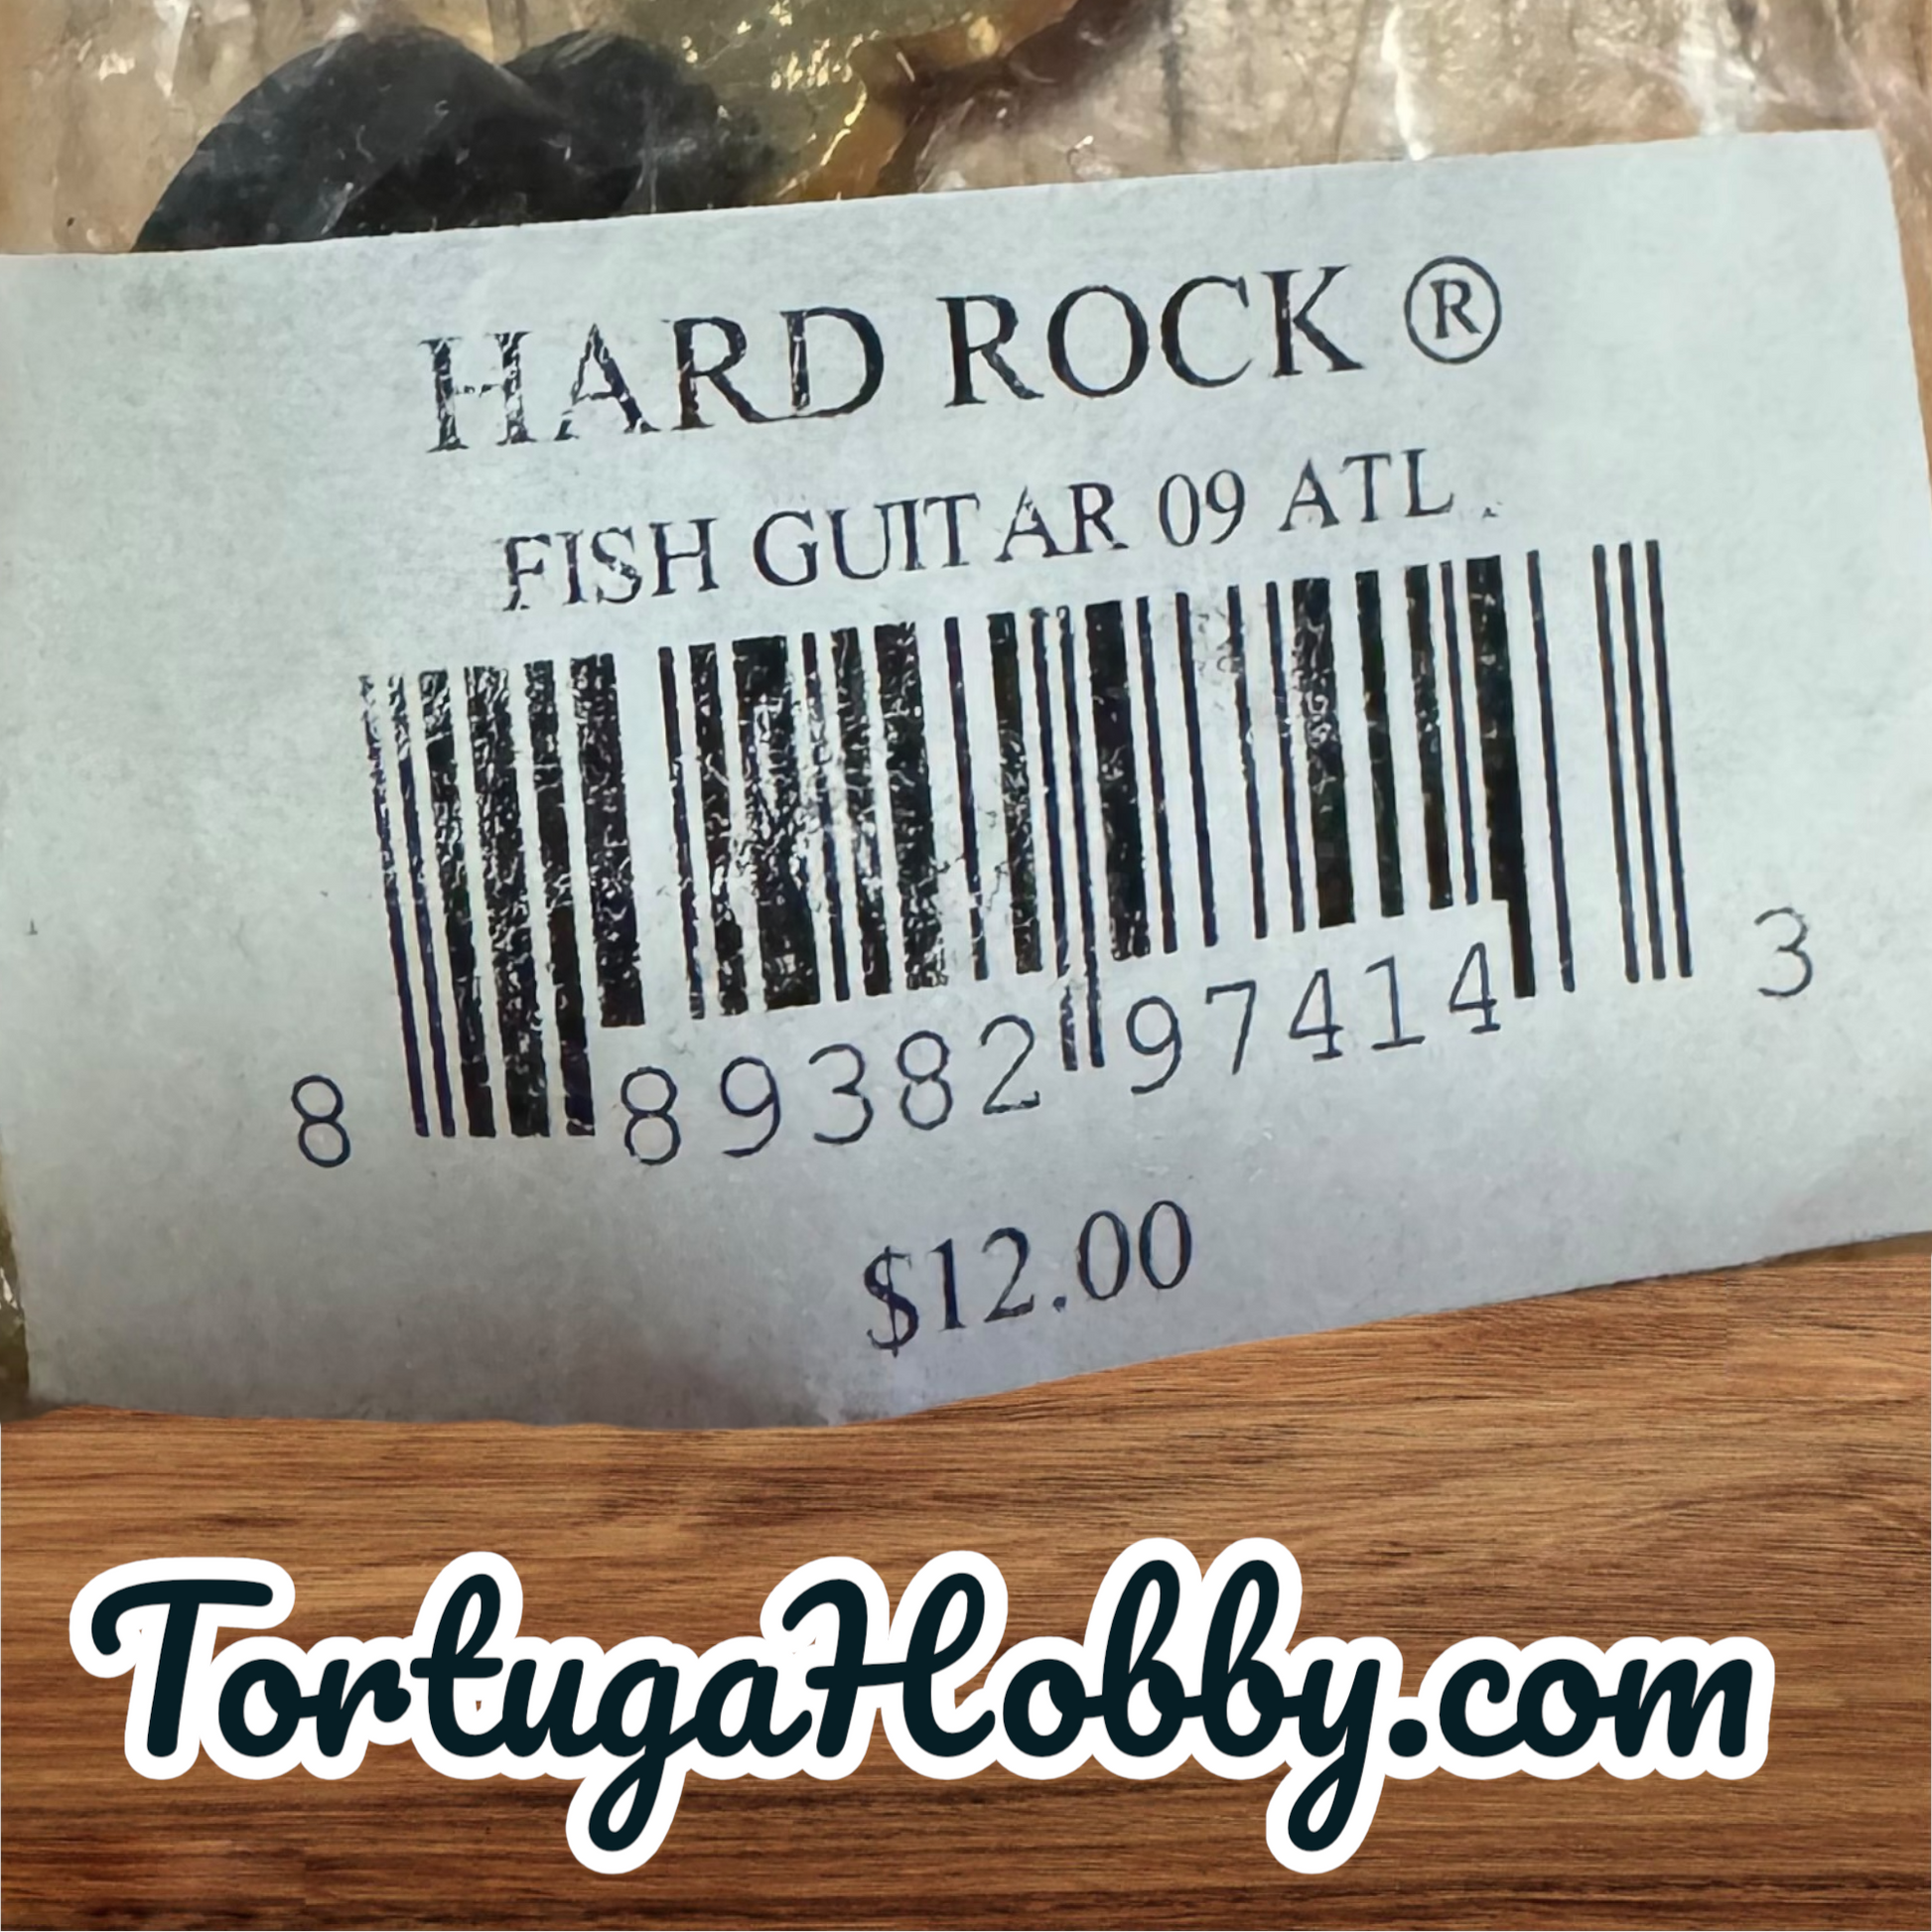 HARD ROCK ®
FISH GUITAR 09 ATL
8 89382 97414 3
$12.00
TortugaHobby.com